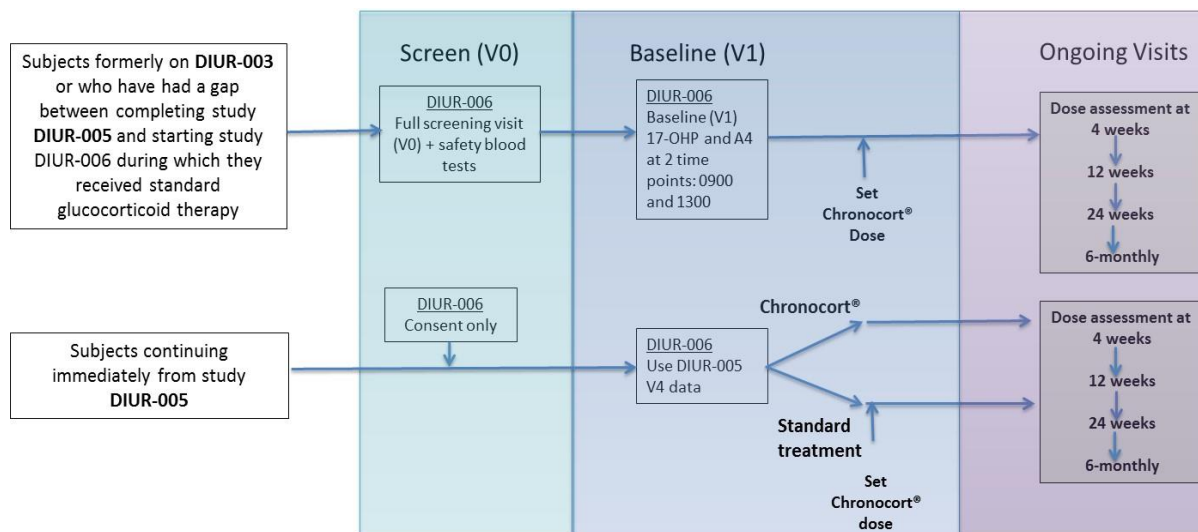 Screen (V0)
Baseline (V1)
Ongoing Visits
Subjects formerly on DIUR-003
or who have had a gap
between completing study
DIUR-005 and starting study
DIUR-006 during which they
received standard
glucocorticoid therapy
DIUR-006
Full screening visit
(V0) + safety blood
tests
DIUR-006
Baseline (V1)
17-OHP and A4
at 2 time
points: 0900
and 1300
Set
Chronocort®
Dose
Dose assessment at
4 weeks
12 weeks
24 weeks
6-monthly
Subjects continuing
immediately from study
DIUR-005
DIUR-006
Consent only
DIUR-006
Use DIUR-005
V4 data
Chronocort®
Standard
treatment
Set
Chronocort®
dose
Dose assessment at
4 weeks
12 weeks
24 weeks
6-monthly